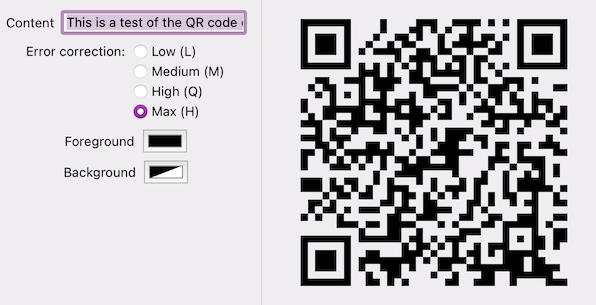 Content This is a test of the QR code
Error correction: Low (L)
Medium (M)
High (Q)
Max (H)
Foreground
Background